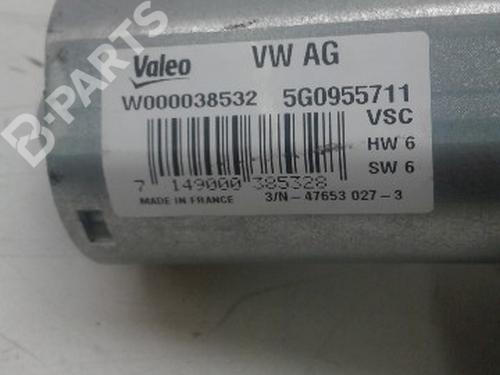 B-PARTS
Valeo VW AG
W000038532 5G0955711
VSC
HW 6
SW 6
7 149000 385328
MADE IN FRANCE 3/N-47653 027-3